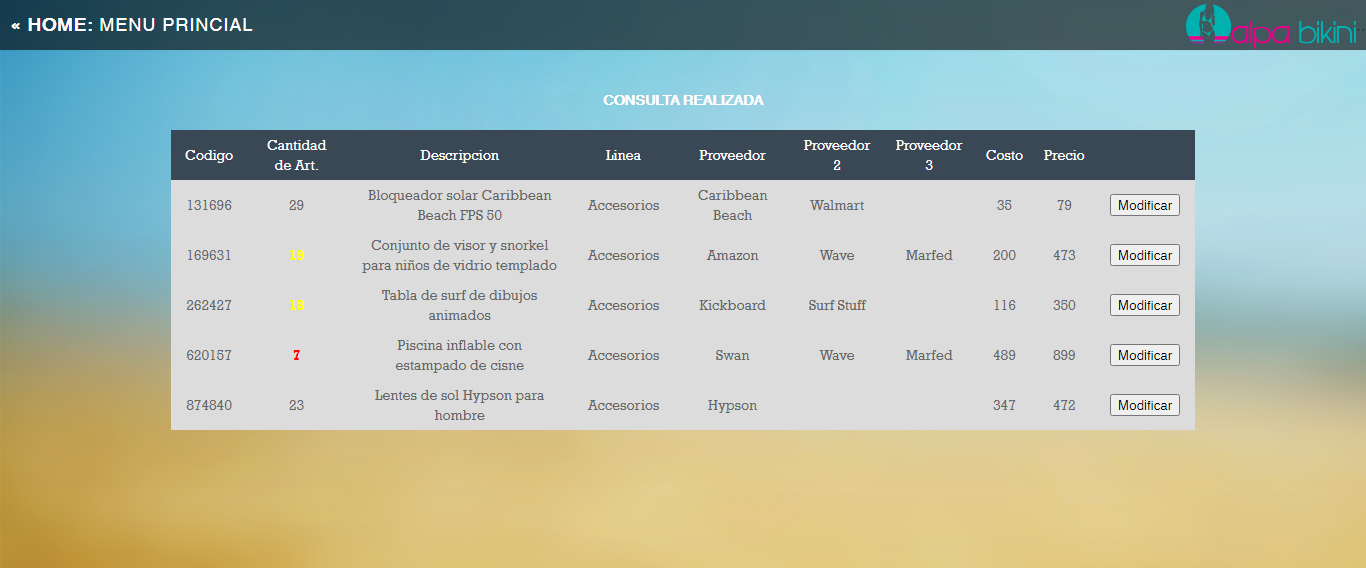 « HOME: MENU PRINCIAL
alpa bikini
CONSULTA REALIZADA
Codigo Cantidad de Art. Descripcion Linea Proveedor Proveedor 2 Proveedor 3 Costo Precio
131696 29 Bloqueador solar Caribbean Beach FPS 50 Accesorios Caribbean Beach Walmart 35 79 Modificar
169631 Conjunto de visor y snorkel para niños de vidrio templado Accesorios Amazon Wave Marfed 200 473 Modificar
262427 Tabla de surf de dibujos animados Accesorios Kickboard Surf Stuff 116 350 Modificar
620157 7 Piscina inflable con estampado de cisne Accesorios Swan Wave Marfed 489 899 Modificar
874840 23 Lentes de sol Hypson para hombre Accesorios Hypson 347 472 Modificar